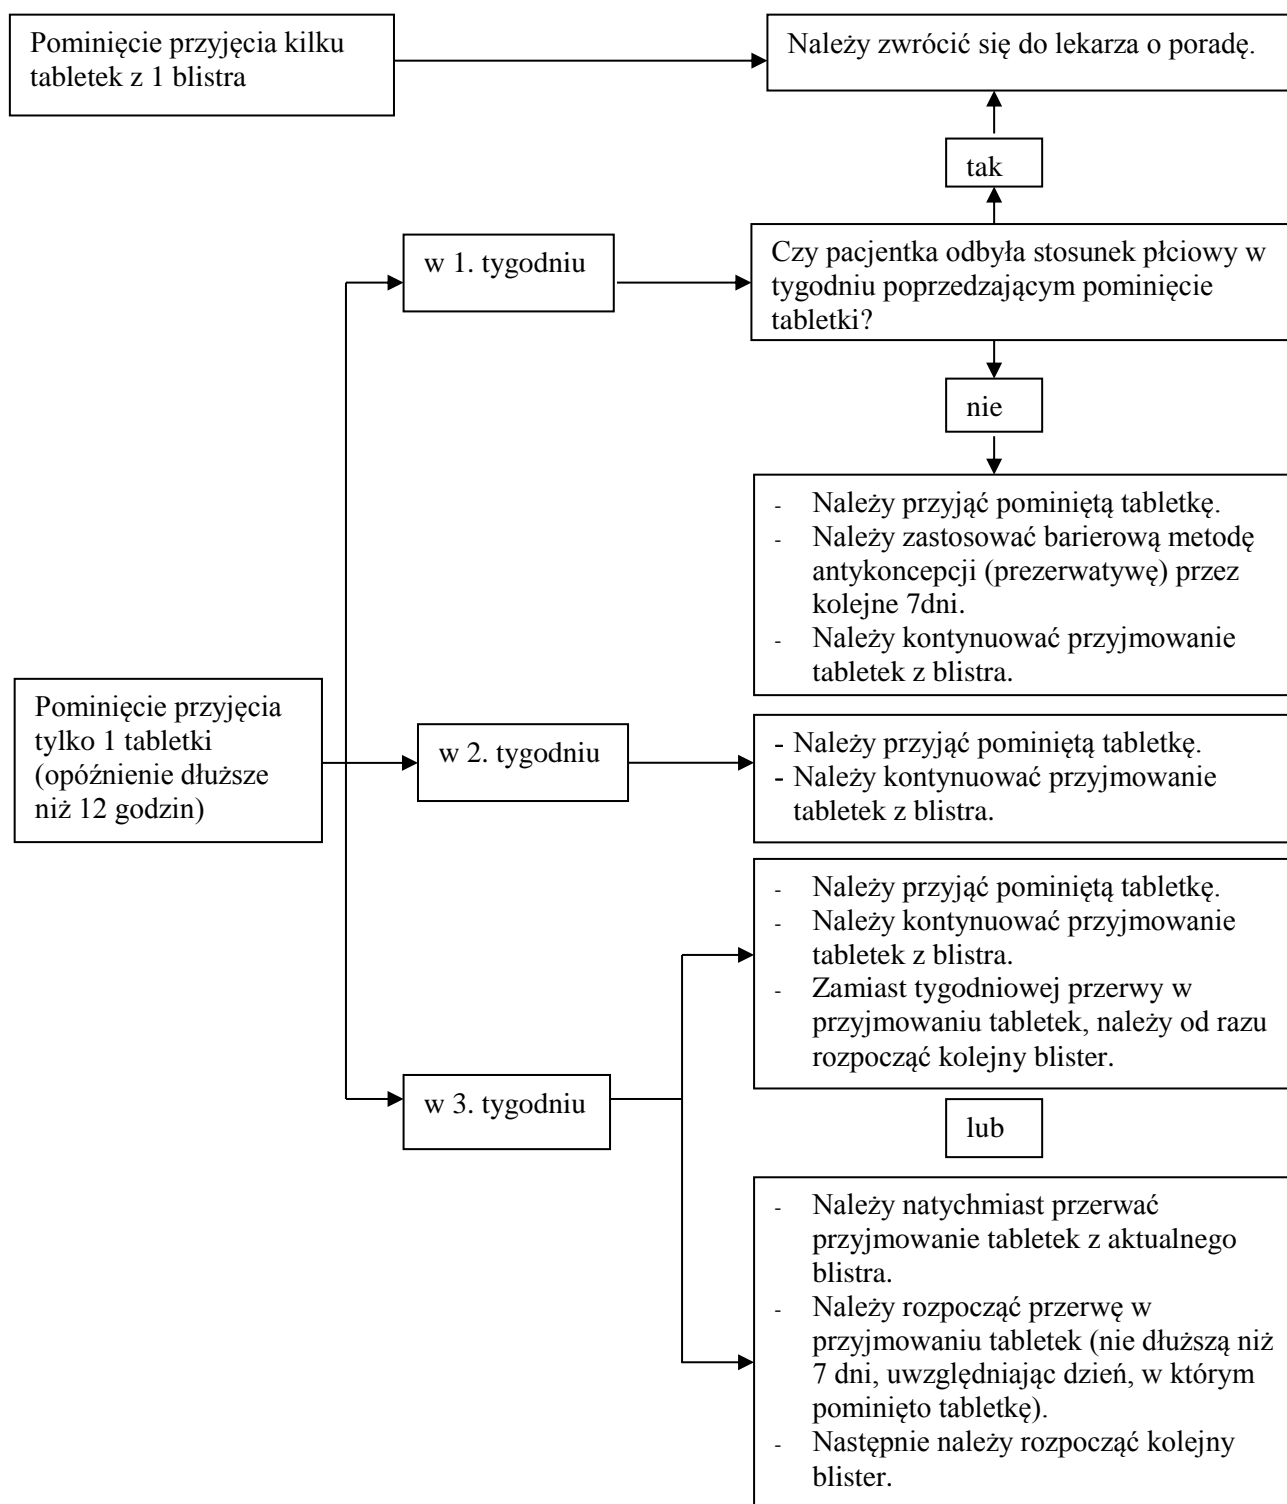 Pominięcie przyjęcia kilku
tabletek z 1 blistra
Należy zwrócić się do lekarza o poradę.
tak
w 1. tygodniu
Czy pacjentka odbyła stosunek płciowy w
tygodniu poprzedzającym pominięcie
tabletki?
nie
- Należy przyjąć pominiętą tabletkę.
- Należy zastosować barierową metodę
antykoncepcji (prezerwatywę) przez
kolejne 7dni.
- Należy kontynuować przyjmowanie
tabletek z blistra.
Pominięcie przyjęcia
tylko 1 tabletki
(opóźnienie dłuższe
niż 12 godzin)
w 2. tygodniu
- Należy przyjąć pominiętą tabletkę.
- Należy kontynuować przyjmowanie
tabletek z blistra.
w 3. tygodniu
- Należy przyjąć pominiętą tabletkę.
- Należy kontynuować przyjmowanie
tabletek z blistra.
- Zamiast tygodniowej przerwy w
przyjmowaniu tabletek, należy od razu
rozpocząć kolejny blister.
lub
- Należy natychmiast przerwać
przyjmowanie tabletek z aktualnego
blistra.
- Należy rozpocząć przerwę w
przyjmowaniu tabletek (nie dłuższą niż
7 dni, uwzględniając dzień, w którym
pominięto tabletkę).
- Następnie należy rozpocząć kolejny
blister.